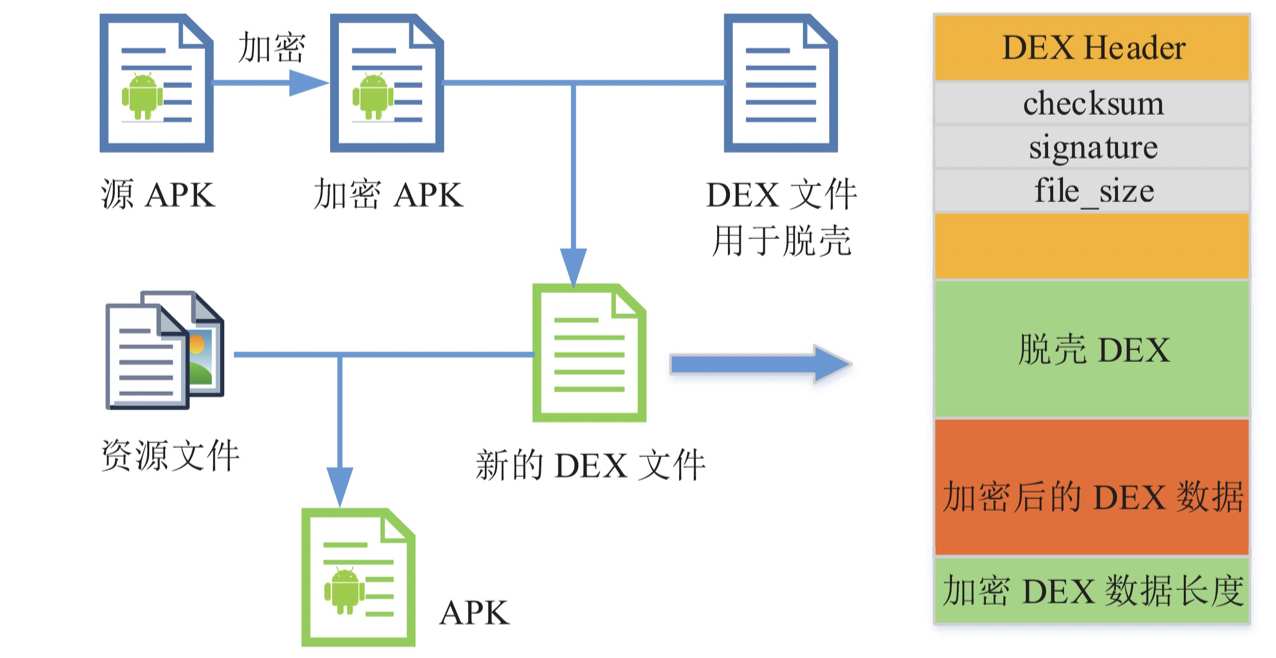 加密
源 APK
加密 APK
DEX 文件
用于脱壳
资源文件
新的 DEX 文件
APK
DEX Header
checksum
signature
file_size
脱壳 DEX
加密后的 DEX 数据
加密 DEX 数据长度